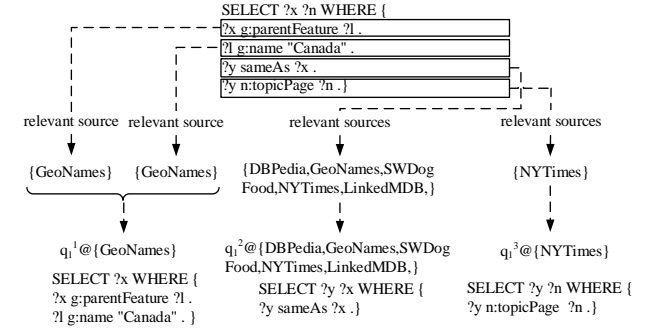 SELECT ?x ?n WHERE {
?x g:parentFeature ?l .
?l g:name "Canada" .
?y sameAs ?x .
?y n:topicPage ?n .}
relevant source relevant source relevant sources relevant sources
{GeoNames} {GeoNames} {DBPedia,GeoNames,SWDog
Food,NYTimes,LinkedMDB,} {NYTimes}
q₁¹@{GeoNames}
SELECT ?x WHERE {
?x g:parentFeature ?l .
?l g:name "Canada" . }
q₁²@{DBPedia,GeoNames,SWDog
Food,NYTimes,LinkedMDB,}
SELECT ?y ?x WHERE {
?y sameAs ?x .}
q₁³@{NYTimes}
SELECT ?y ?n WHERE {
?y n:topicPage ?n .}